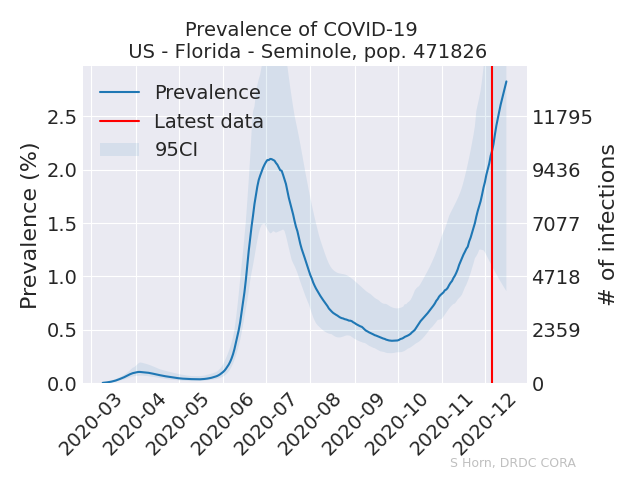 Prevalence of COVID-19
US - Florida - Seminole, pop. 471826
Prevalence
Latest data
95CI
Prevalence (%)
2.5
2.0
1.5
1.0
0.5
0.0
11795
9436
7077
4718
2359
0
# of infections
2020-03
2020-04
2020-05
2020-06
2020-07
2020-08
2020-09
2020-10
2020-11
2020-12
S Horn, DRDC CORA